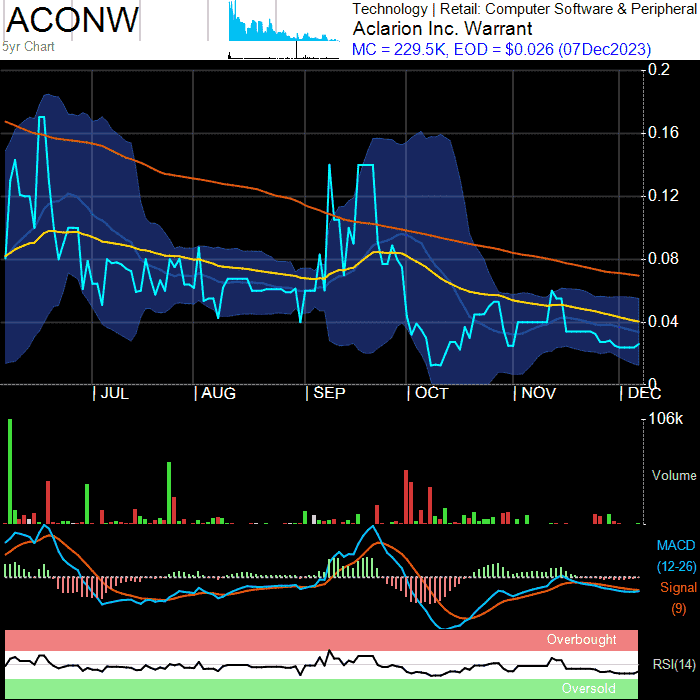 ACONW
5yr Chart
Technology | Retail: Computer Software & Peripheral
Aclarion Inc. Warrant
MC = 229.5K, EOD = $0.026 (07Dec2023)
0.2
0.16
0.12
0.08
0.04
0
| JUL | AUG | SEP | OCT | NOV | DEC
106k
Volume
MACD
(12-26)
Signal
(9)
Overbought
RSI(14)
Oversold